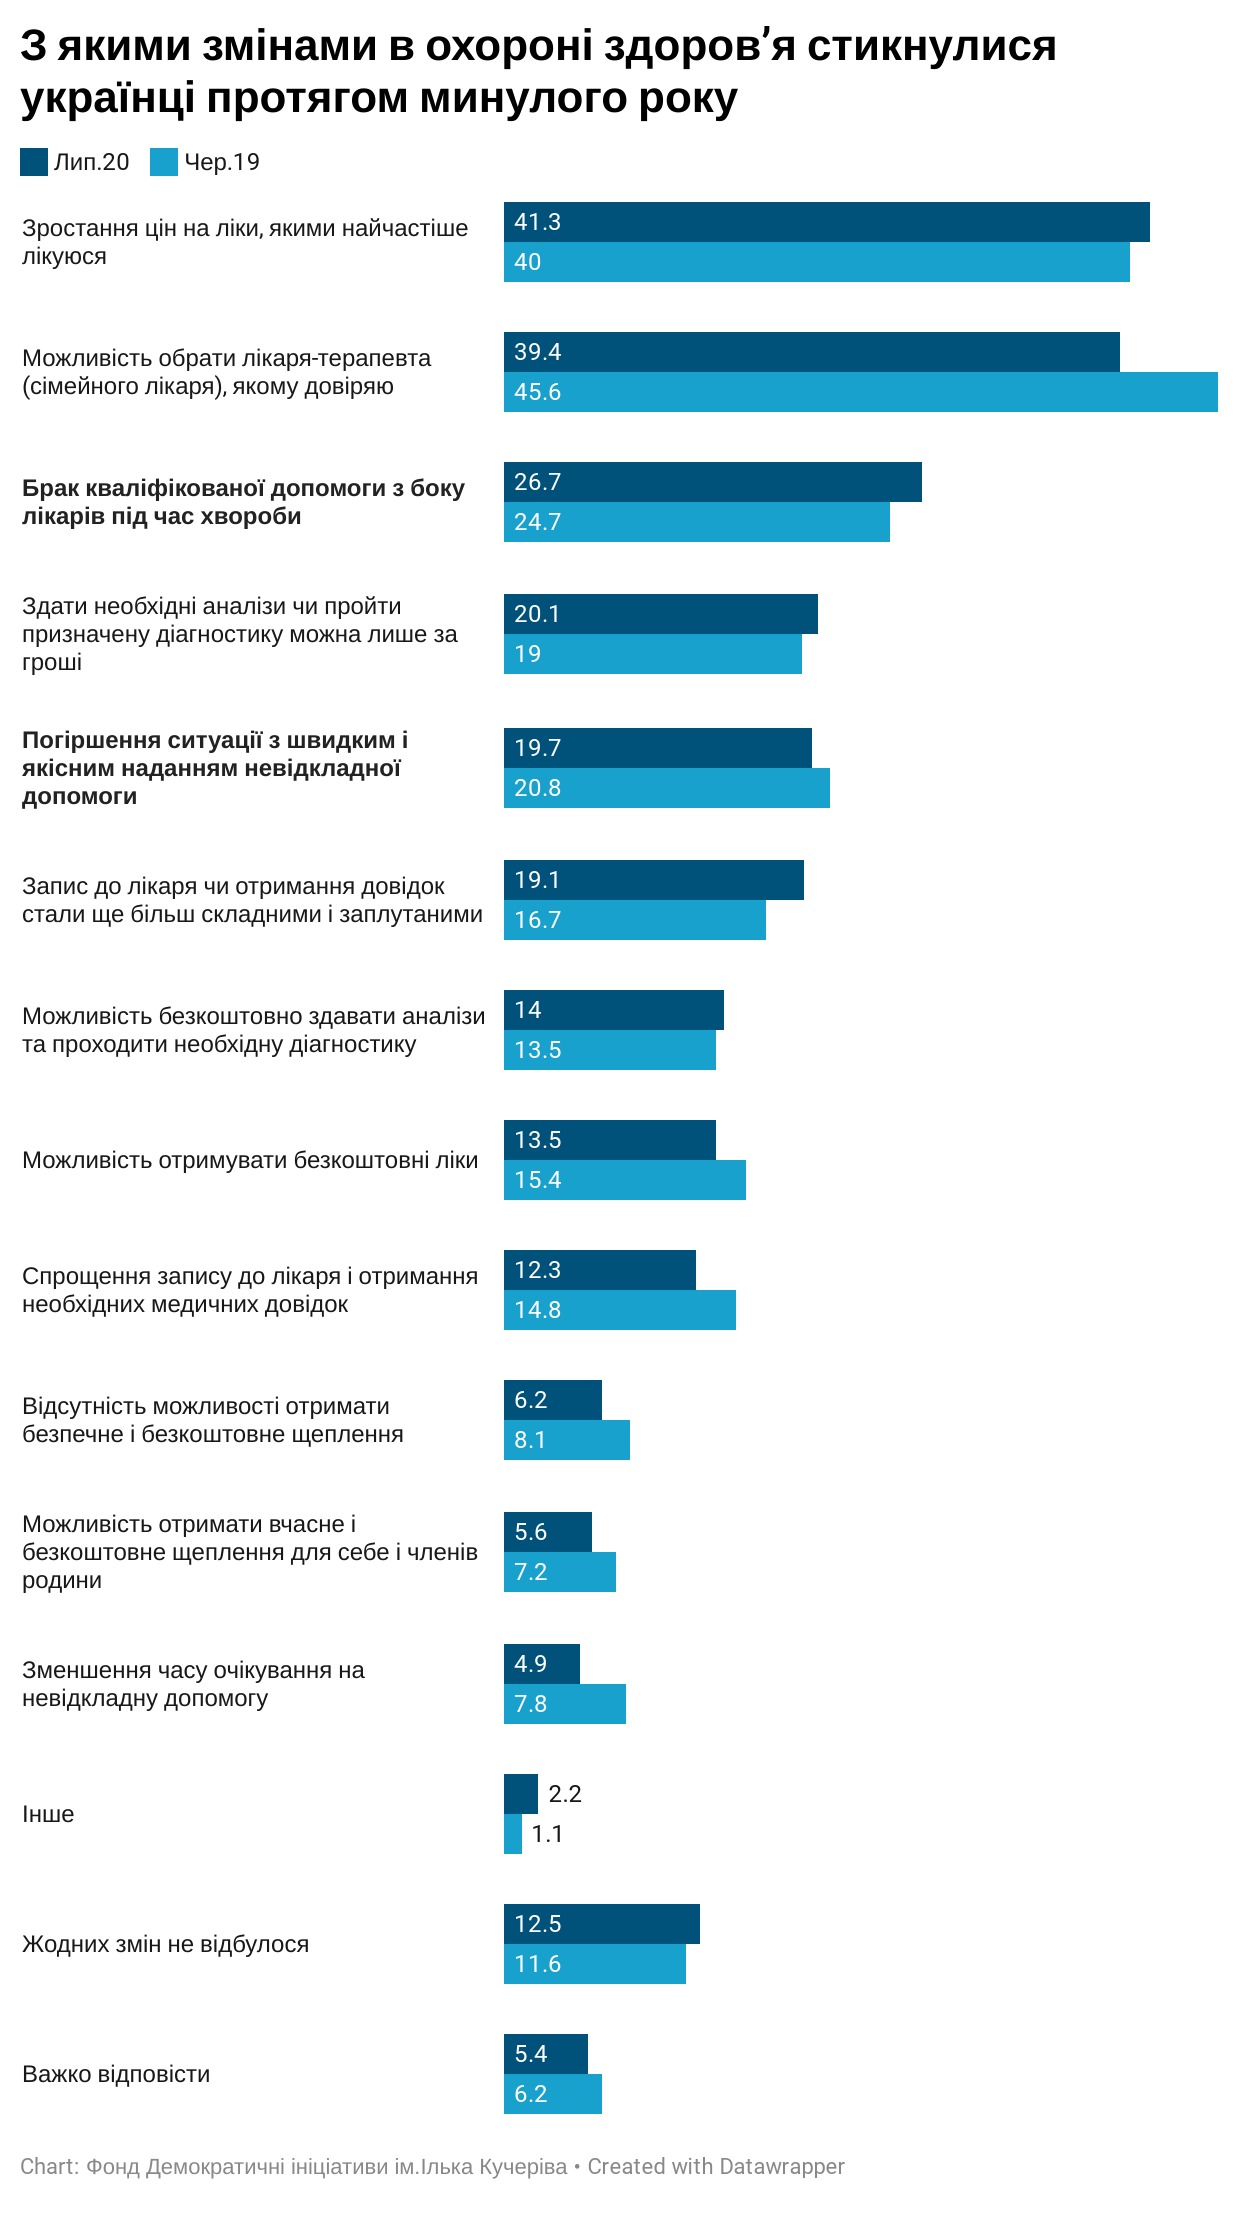 З якими змінами в охороні здоров’я стикнулися
українці протягом минулого року
Лип.20 Чер.19
Зростання цін на ліки, якими найчастіше
лікуюся
41.3
40
Можливість обрати лікаря-терапевта
(сімейного лікаря), якому довіряю
39.4
45.6
Брак кваліфікованої допомоги з боку
лікарів під час хвороби
26.7
24.7
Здати необхідні аналізи чи пройти
призначену діагностику можна лише за
гроші
20.1
19
Погіршення ситуації з швидким і
якісним наданням невідкладної
допомоги
19.7
20.8
Запис до лікаря чи отримання довідок
стали ще більш складними і заплутаними
19.1
16.7
Можливість безкоштовно здавати аналізи
та проходити необхідну діагностику
14
13.5
Можливість отримувати безкоштовні ліки
13.5
15.4
Спрощення запису до лікаря і отримання
необхідних медичних довідок
12.3
14.8
Відсутність можливості отримати
безпечне і безкоштовне щеплення
6.2
8.1
Можливість отримати вчасне і
безкоштовне щеплення для себе і членів
родини
5.6
7.2
Зменшення часу очікування на
невідкладну допомогу
4.9
7.8
Інше
2.2
1.1
Жодних змін не відбулося
12.5
11.6
Важко відповісти
5.4
6.2
Chart: Фонд Демократичні ініціативи ім.Ілька Кучеріва • Created with Datawrapper